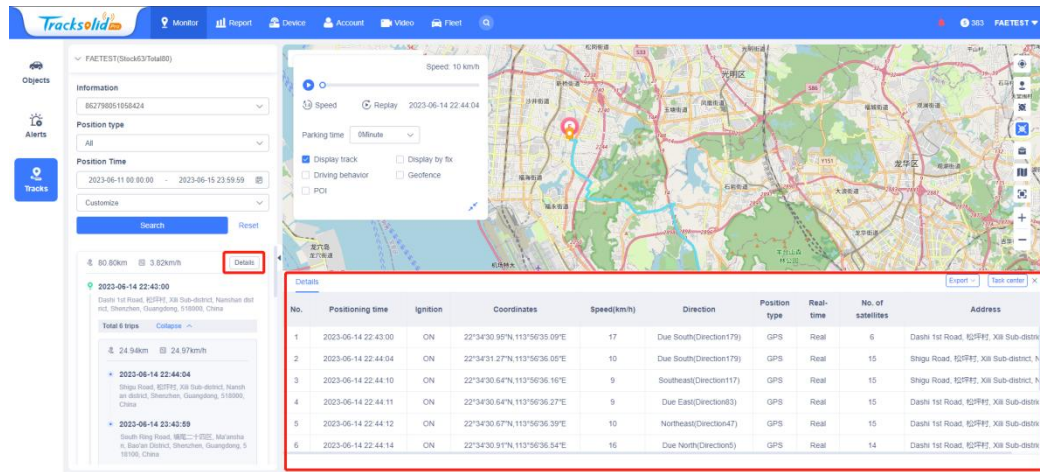 Tracksolid Pro
Monitor
Report
Device
Account
Video
Fleet
383
FAETEST
Objects
Alerts
Tracks
FAETEST(Stock63/Total80)
Information
862798051058424
Position type
All
Position Time
2023-06-11 00:00:00 - 2023-06-15 23:59:59
Customize
Search
Reset
80.80km 3.82km/h
Details
2023-06-14 22:43:00
Dashi 1st Road, 松坪村, Xili Sub-district, Nanshan dist
rict, Shenzhen, Guangdong, 518000, China
Total 6 trips Collapse
24.94km 24.97km/h
2023-06-14 22:44:04
Shigu Road, 松坪村, Xili Sub-district, Nansh
an district, Shenzhen, Guangdong, 518000,
China
2023-06-14 23:43:59
Speed: 10 km/h
Speed
Replay
2023-06-14 22:44:04
Parking time
0Minute
Display track
Display by fix
Driving behavior
Geofence
POI
光明区
龙华区
Details
Export
Task center
No. Positioning time Ignition Coordinates Speed(km/h) Direction Position type Real-time No. of satellites Address
1 2023-06-14 22:43:00 ON 22°34'30.95"N,113°56'35.09"E 17 Due South(Direction179) GPS Real 6 Dashi 1st Road, 松坪村, Xili Sub-distri
2 2023-06-14 22:44:04 ON 22°34'31.27"N,113°56'36.05"E 10 Due South(Direction179) GPS Real 15 Shigu Road, 松坪村, Xili Sub-district, N
3 2023-06-14 22:44:10 ON 22°34'30.64"N,113°56'36.16"E 9 Southeast(Direction117) GPS Real 15 Shigu Road, 松坪村, Xili Sub-district, N
4 2023-06-14 22:44:11 ON 22°34'30.64"N,113°56'36.27"E 9 Due East(Direction83) GPS Real 15 Dashi 1st Road, 松坪村, Xili Sub-distri
5 2023-06-14 22:44:12 ON 22°34'30.67"N,113°56'36.39"E 10 Northeast(Direction47) GPS Real 15 Dashi 1st Road, 松坪村, Xili Sub-distri
6 2023-06-14 22:44:14 ON 22°34'30.91"N,113°56'36.54"E 16 Due North(Direction5) GPS Real 14 Dashi 1st Road, 松坪村, Xili Sub-distri